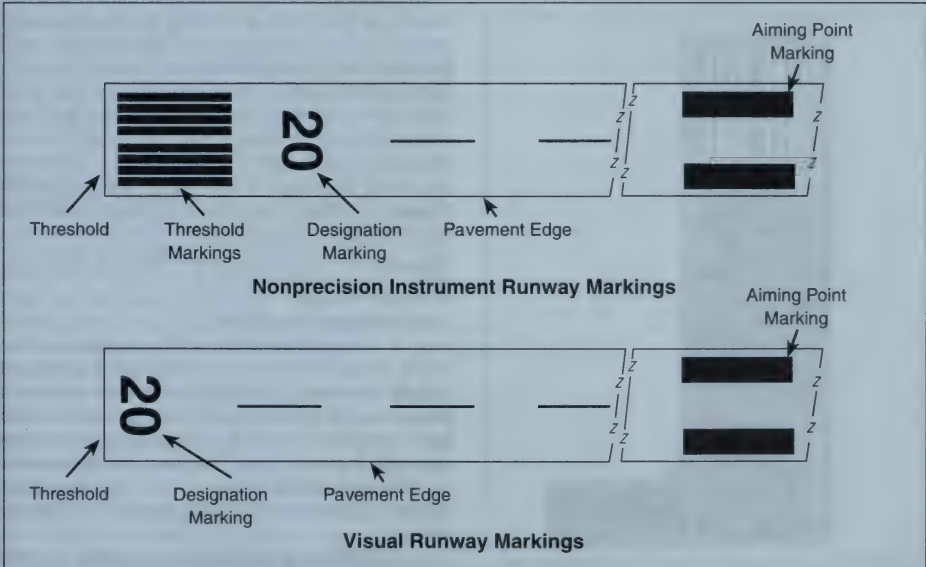 Aiming Point
Marking
20
Threshold
Threshold
Markings
Designation
Marking
Pavement Edge
Nonprecision Instrument Runway Markings
Aiming Point
Marking
20
Threshold
Designation
Marking
Pavement Edge
Visual Runway Markings